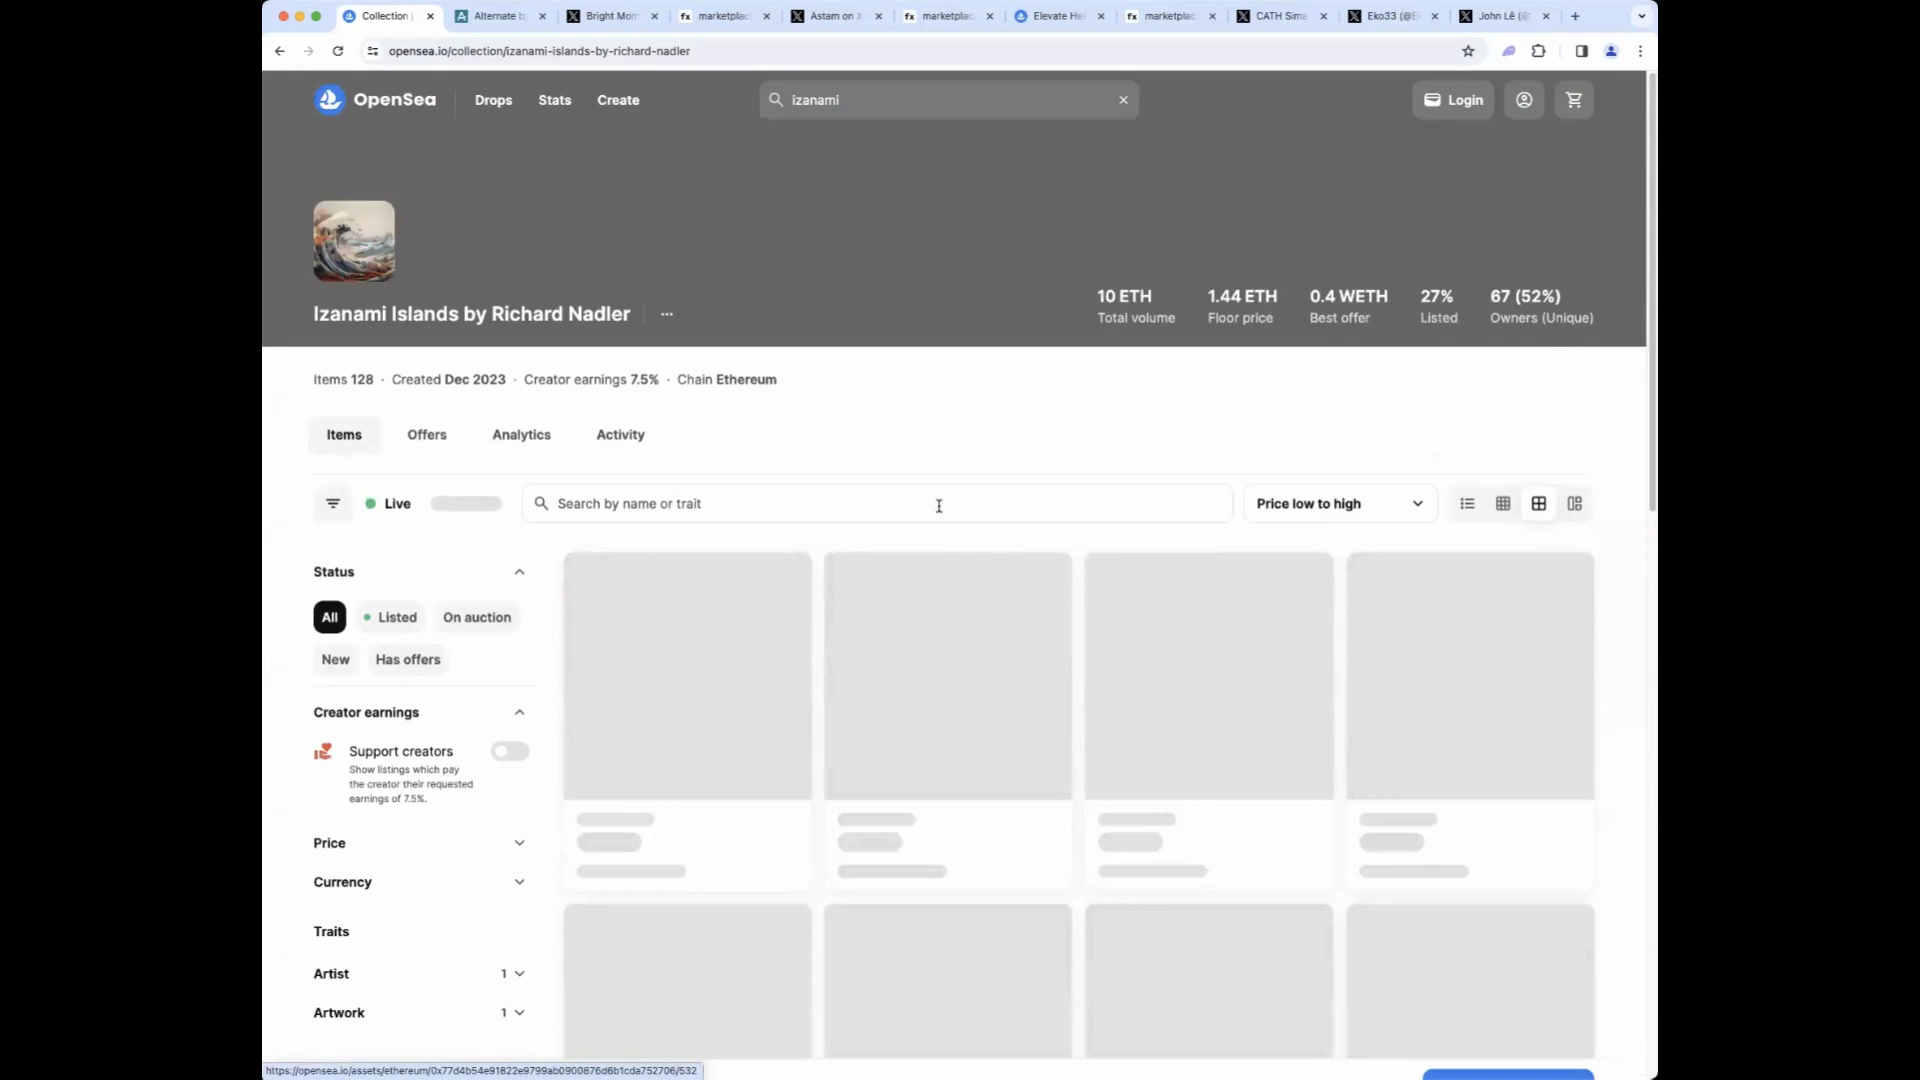 Collection
Alternate b
Bright Mom
marketplac
Astam on X
marketplac
Elevate Hea
marketplac
CATH Sima
Eko33 (@E
John Lê (@
opensea.io/collection/izanami-islands-by-richard-nadler
OpenSea
Drops
Stats
Create
izanami
Login
10 ETH
1.44 ETH
0.4 WETH
27%
67 (52%)
Izanami Islands by Richard Nadler
Total volume
Floor price
Best offer
Listed
Owners (Unique)
Items 128 · Created Dec 2023 · Creator earnings 7.5% · Chain Ethereum
Items
Offers
Analytics
Activity
Live
Search by name or trait
Price low to high
Status
All
Listed
On auction
New
Has offers
Creator earnings
Support creators
Show listings which pay
the creator their requested
earnings of 7.5%.
Price
Currency
Traits
Artist
1
Artwork
1
https://opensea.io/assets/ethereum/0x77d4b54e91822e9799ab0900876d6b1cda752706/532